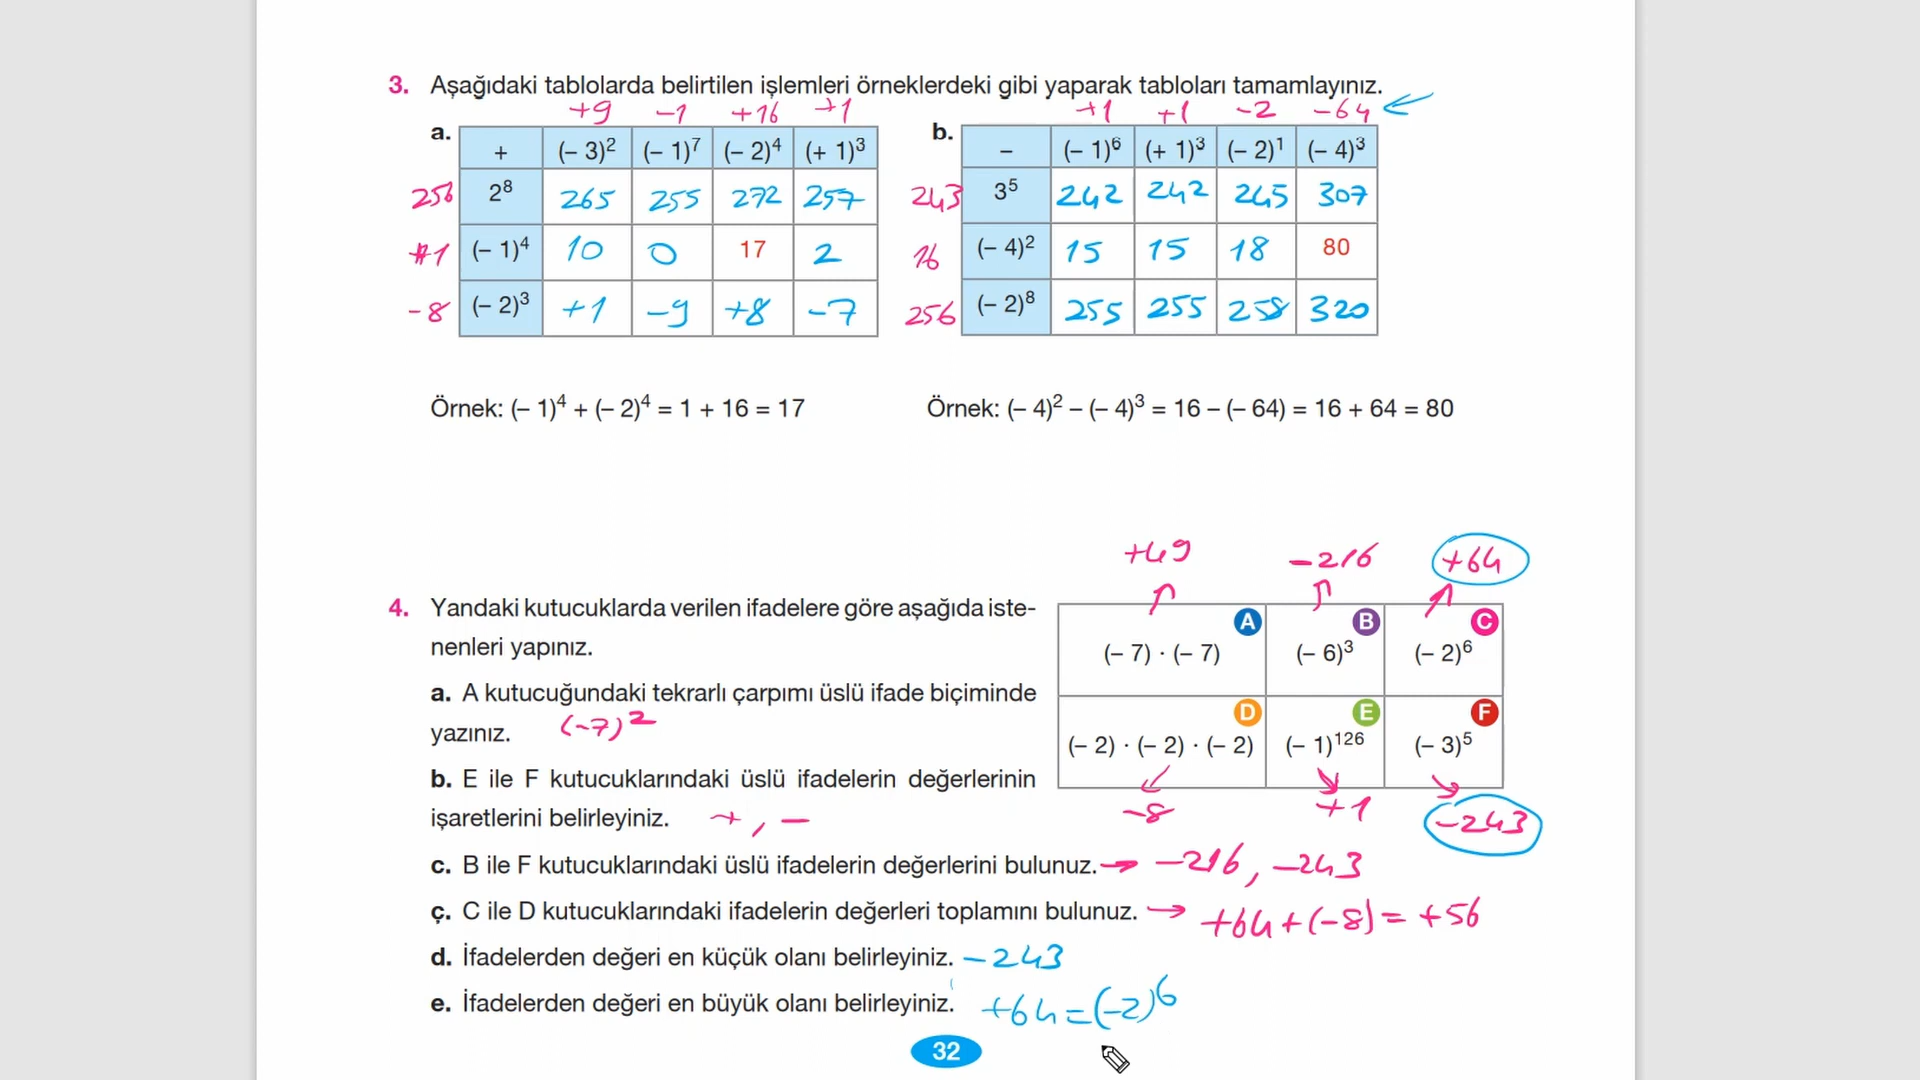 3. Aşağıdaki tablolarda belirtilen işlemleri örneklerdeki gibi yaparak tabloları tamamlayınız.
+9 -1 +16 +1
a.
+ (– 3)² (– 1)⁷ (– 2)⁴ (+ 1)³
256 2⁸ 265 255 272 257
1 (– 1)⁴ 10 0 17 2
-8 (– 2)³ +1 -9 +8 -7
+1 +1 -2 -64
b.
– (– 1)⁶ (+ 1)³ (– 2)¹ (– 4)³
243 3⁵ 242 242 245 307
16 (– 4)² 15 15 18 80
256 (– 2)⁸ 255 255 258 320
Örnek: (– 1)⁴ + (– 2)⁴ = 1 + 16 = 17
Örnek: (– 4)² – (– 4)³ = 16 – (– 64) = 16 + 64 = 80
4. Yandaki kutucuklarda verilen ifadelere göre aşağıda iste-
nenleri yapınız.
a. A kutucuğundaki tekrarlı çarpımı üslü ifade biçiminde
yazınız. (-7)²
b. E ile F kutucuklarındaki üslü ifadelerin değerlerinin
işaretlerini belirleyiniz. + , -
c. B ile F kutucuklarındaki üslü ifadelerin değerlerini bulunuz. → -216, -243
ç. C ile D kutucuklarındaki ifadelerin değerleri toplamını bulunuz. → +64+(-8)= +56
d. İfadelerden değeri en küçük olanı belirleyiniz. -243
e. İfadelerden değeri en büyük olanı belirleyiniz. +64=(-2)⁶
+49 -216 +64
A B C
(– 7) · (– 7) (– 6)³ (– 2)⁶
D E F
(– 2) · (– 2) · (– 2) (– 1)¹²⁶ (– 3)⁵
-8 +1 -243
32